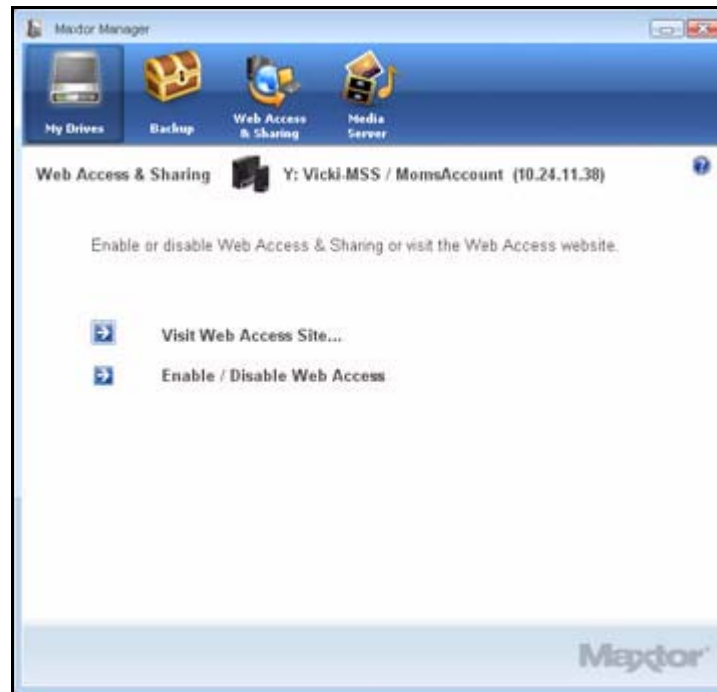 Maxtor Manager
My Drives
Backup
Web Access
& Sharing
Media
Server
Web Access & Sharing
Y: Vicki-MSS / MomsAccount (10.24.11.38)
?
Enable or disable Web Access & Sharing or visit the Web Access website.
Visit Web Access Site...
Enable / Disable Web Access
Maxtor